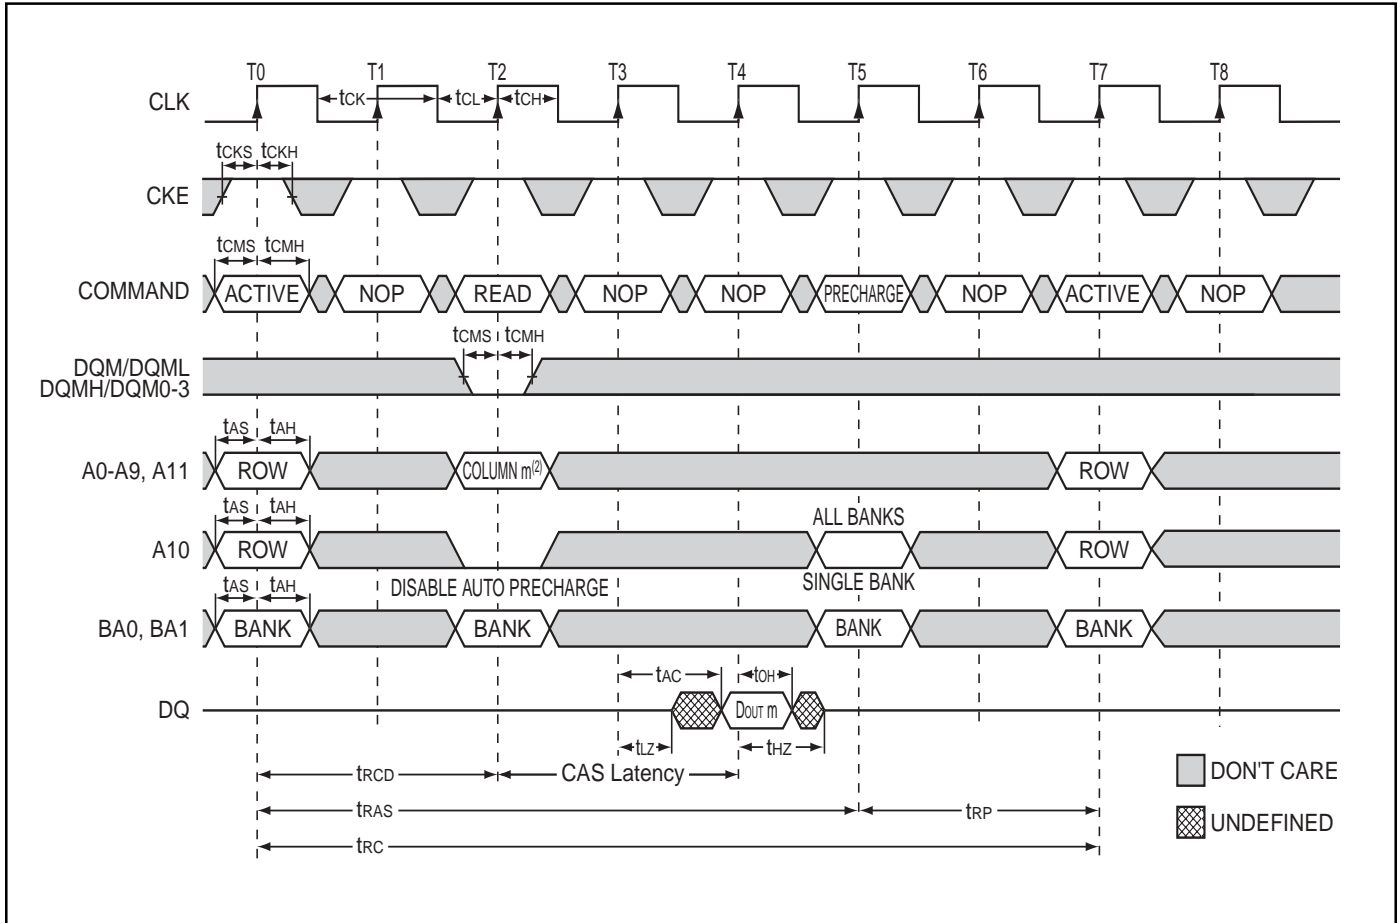 T0 T1 T2 T3 T4 T5 T6 T7 T8
CLK tCK tCL tCH
tCKS tCKH
CKE
tCMS tCMH
COMMAND ACTIVE NOP READ NOP NOP PRECHARGE NOP ACTIVE NOP
tCMS tCMH
DQM/DQML
DQMH/DQM0-3
tAS tAH
A0-A9, A11 ROW COLUMN m(2) ROW
tAS tAH ALL BANKS
A10 ROW ROW
DISABLE AUTO PRECHARGE SINGLE BANK
tAS tAH
BA0, BA1 BANK BANK BANK BANK
tAC tOH
DQ DOUT m
tLZ tHZ
tRCD CAS Latency
DON'T CARE
tRAS tRP
UNDEFINED
tRC